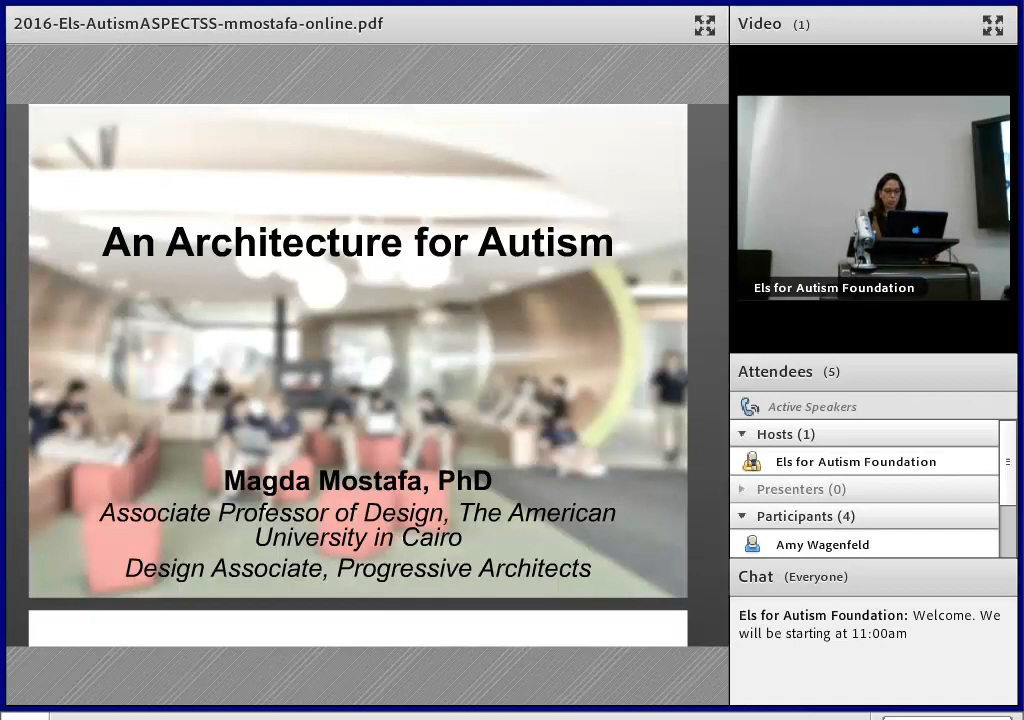 2016-Els-AutismASPECTSS-mmostafa-online.pdf
An Architecture for Autism
Magda Mostafa, PhD
Associate Professor of Design, The American
University in Cairo
Design Associate, Progressive Architects
Video (1)
Els for Autism Foundation
Attendees (5)
Active Speakers
Hosts (1)
Els for Autism Foundation
Presenters (0)
Participants (4)
Amy Wagenfeld
Chat (Everyone)
Els for Autism Foundation: Welcome. We
will be starting at 11:00am